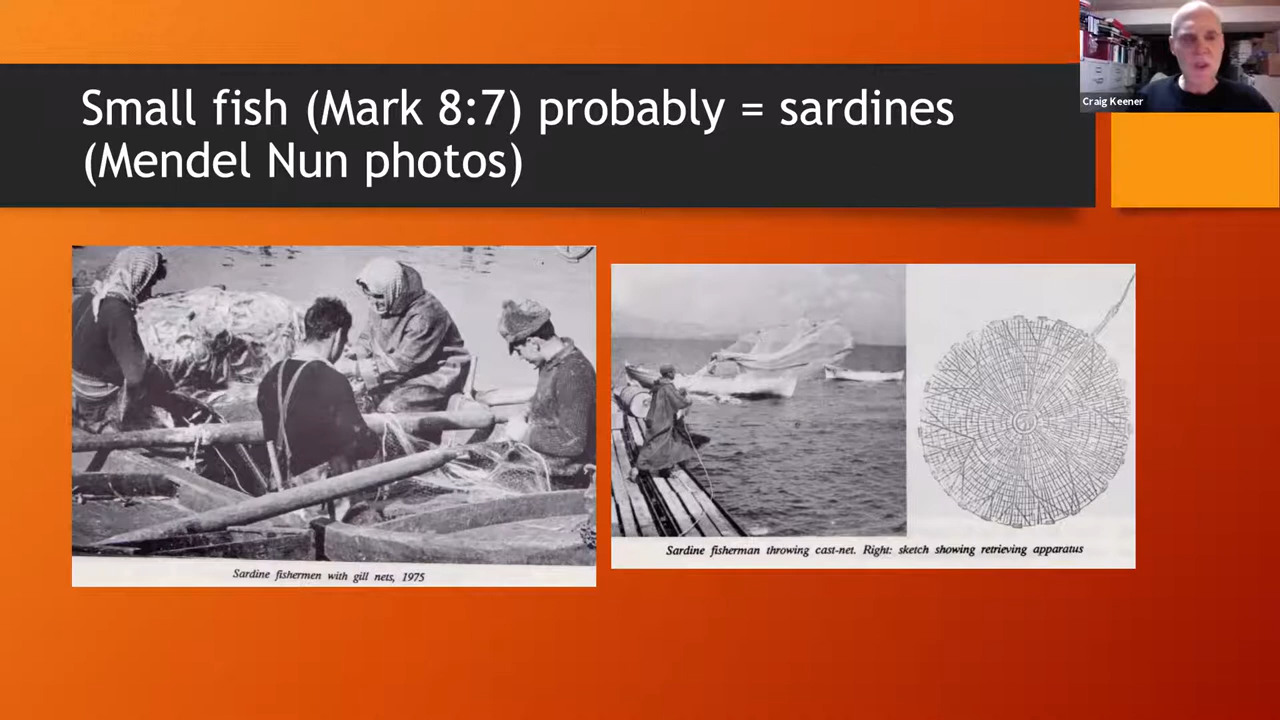 Small fish (Mark 8:7) probably = sardines
(Mendel Nun photos)
Craig Keener
Sardine fishermen with gill nets, 1975
Sardine fisherman throwing cast-net. Right: sketch showing retrieving apparatus